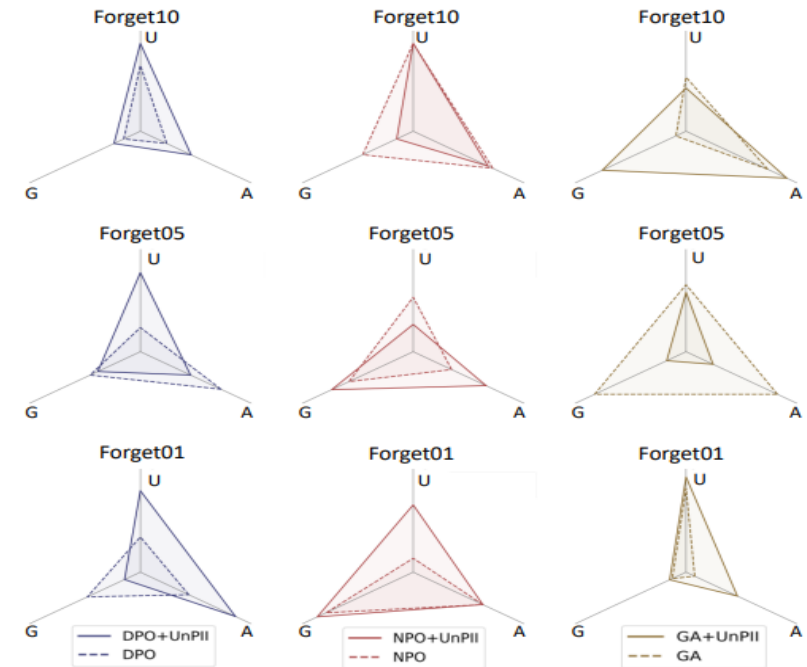 Forget10 Forget10 Forget10
U U U
G A G A G A
Forget05 Forget05 Forget05
U U U
G A G A G A
Forget01 Forget01 Forget01
U U U
G A G A G A
DPO+UnPII NPO+UnPII GA+UnPII
DPO NPO GA